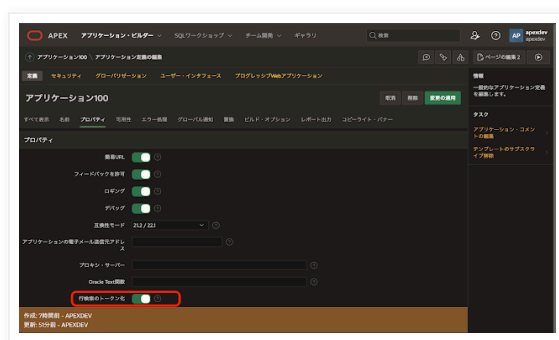 APEX アプリケーション・ビルダー SQLワークショップ チーム開発 ギャラリ 検索 AP apexdev apexdev
アプリケーション100 \ アプリケーション定義の編集 ページの編集 2
定義 セキュリティ グローバリゼーション ユーザー・インタフェース プログレッシブWebアプリケーション
アプリケーション100 取消 削除 変更の適用
すべて表示 名前 プロパティ 可用性 エラー処理 グローバル通知 置換 ビルド・オプション レポート出力 コピーライト・バナー
プロパティ
簡易URL
フィードバックを許可
ロギング
デバッグ
互換性モード 21.2 / 22.1
アプリケーションの電子メール送信元アドレス
プロキシ・サーバー
Oracle Text関数
行検索のトークン化
作成: 7時間前 - APEXDEV
更新: 51分前 - APEXDEV
情報
一般的なアプリケーション定義を編集します。
タスク
アプリケーション・コメントの編集
テンプレートのサブスクライブ解除